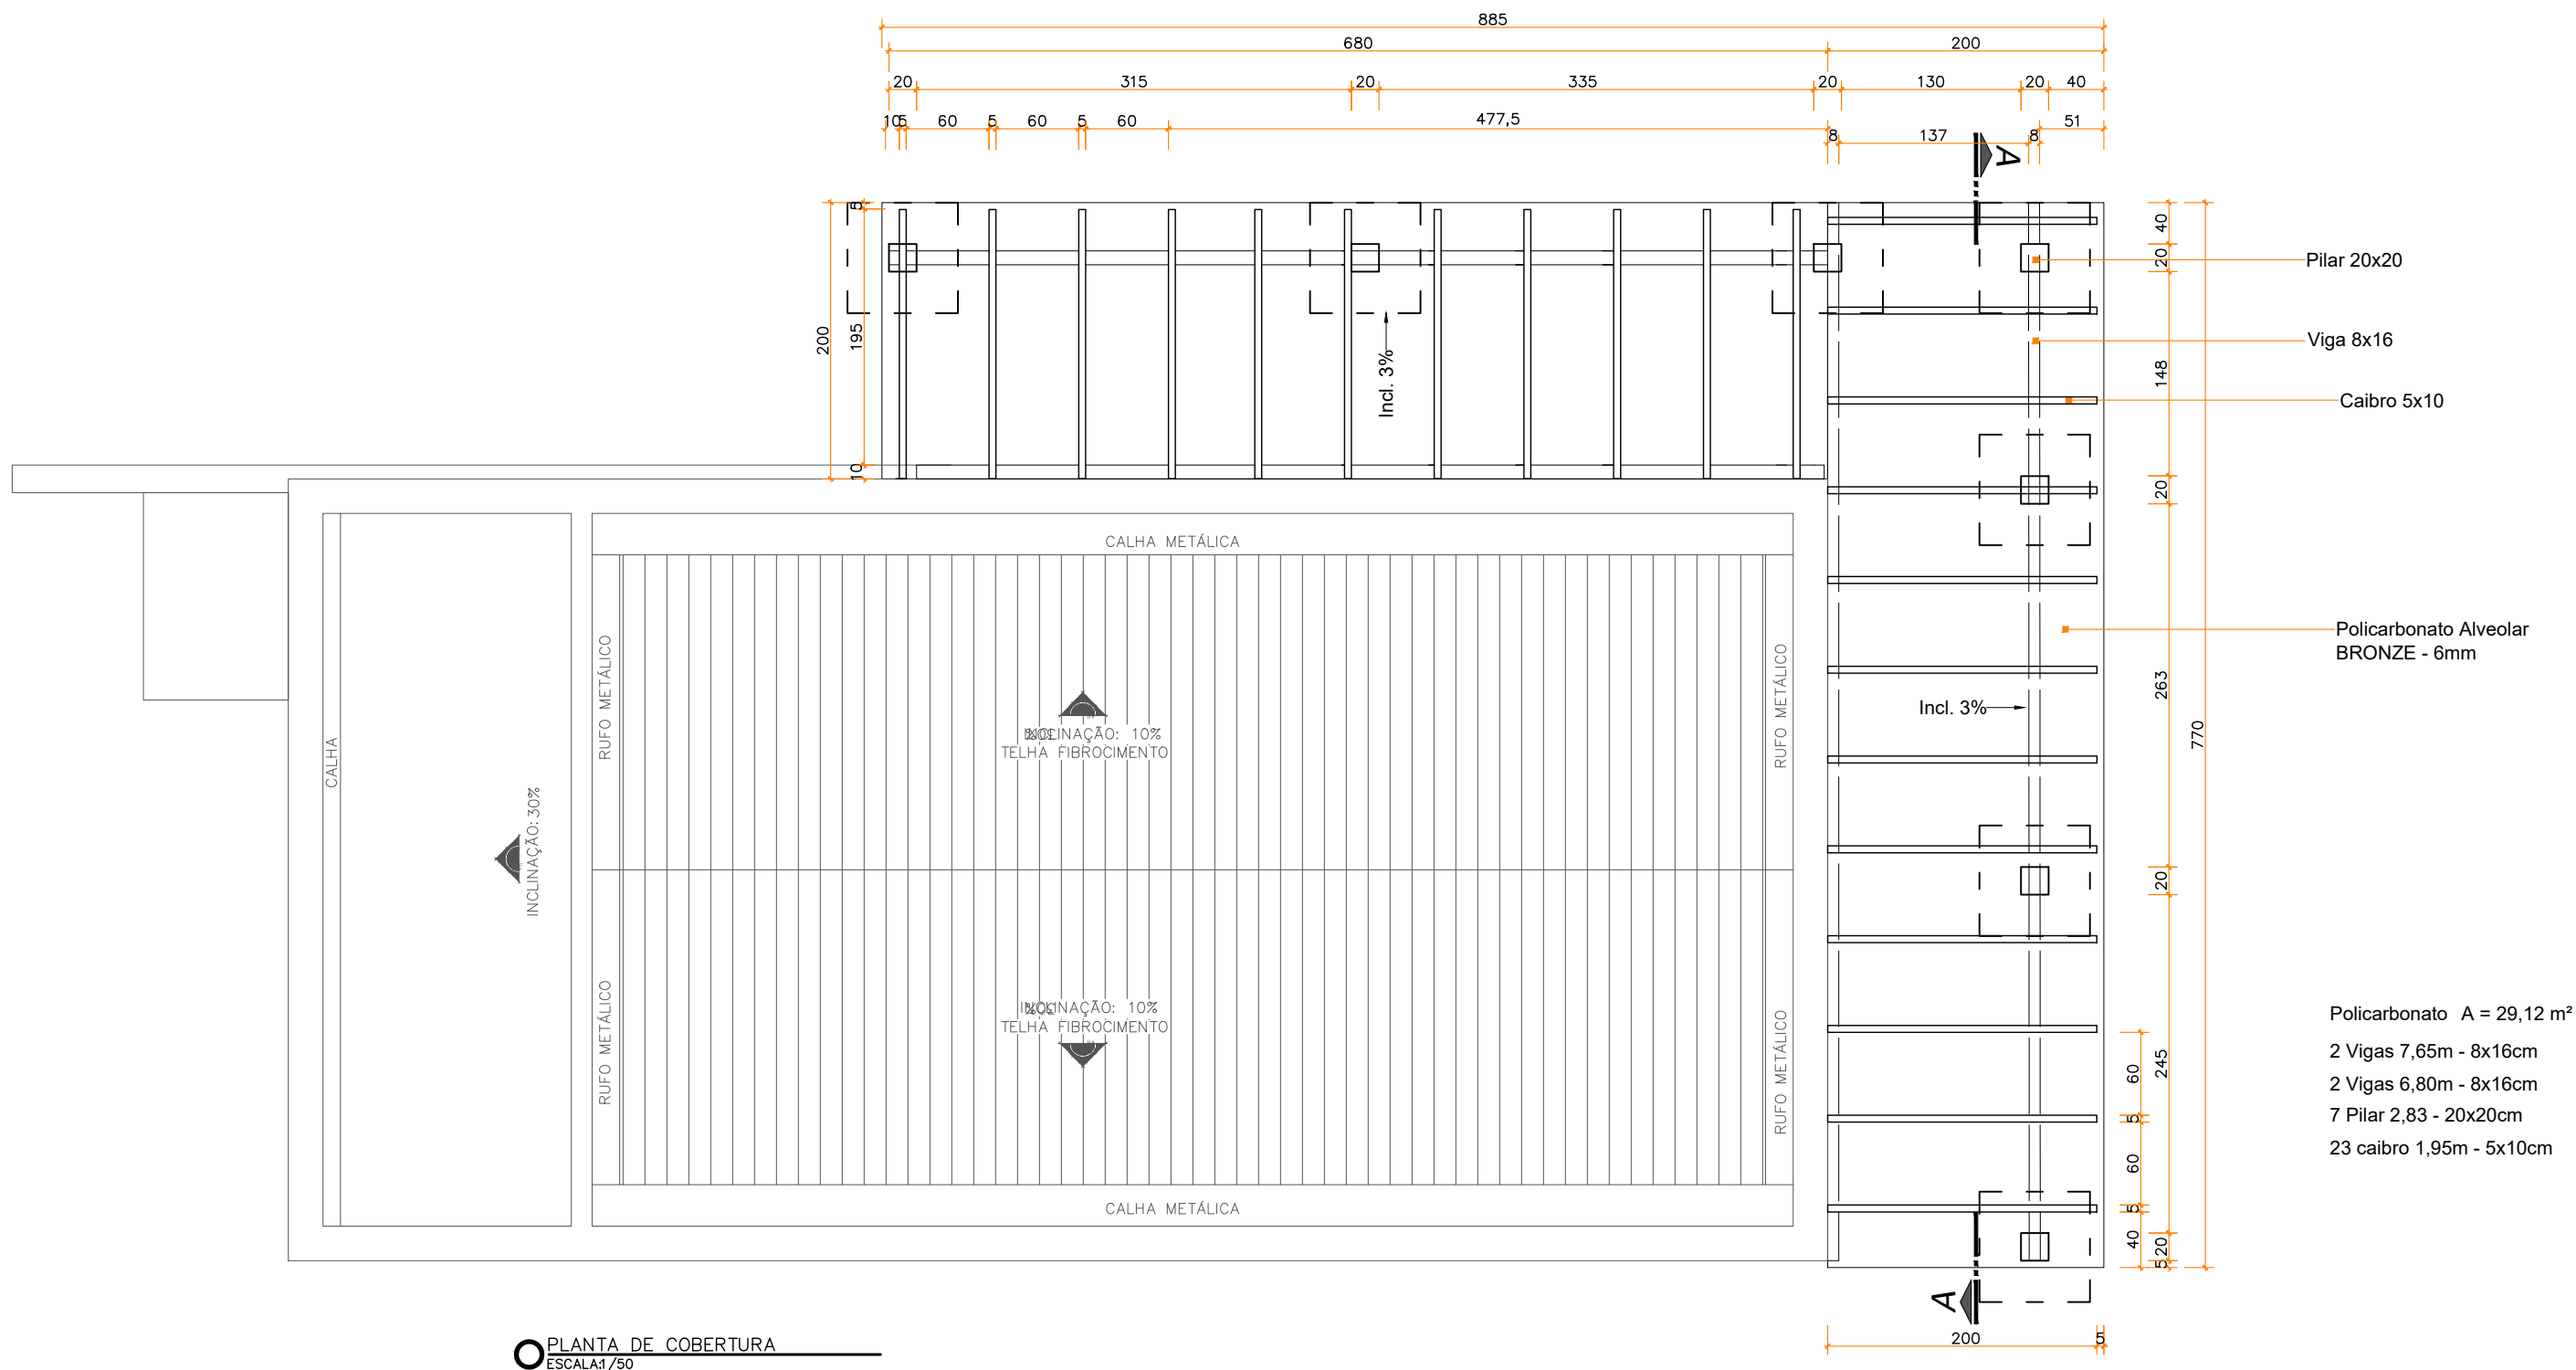 885
680
200
20
315
20
335
20
130
20
40
10
5
60
5
60
5
60
477,5
51
8
137
8
A
5
200
195
10
Incl. 3%
40
20
148
20
263
770
20
245
60
5
60
5
40
20
5
Pilar 20x20
Viga 8x16
Caibro 5x10
Policarbonato Alveolar
BRONZE - 6mm
Incl. 3%
CALHA METÁLICA
RUFO METÁLICO
RUFO METÁLICO
CALHA
INCLINAÇÃO: 30%
INCLINAÇÃO: 10%
TELHA FIBROCIMENTO
INCLINAÇÃO: 10%
TELHA FIBROCIMENTO
RUFO METÁLICO
RUFO METÁLICO
CALHA METÁLICA
Policarbonato A = 29,12 m²
2 Vigas 7,65m - 8x16cm
2 Vigas 6,80m - 8x16cm
7 Pilar 2,83 - 20x20cm
23 caibro 1,95m - 5x10cm
A
200
5
PLANTA DE COBERTURA
ESCALA:1/50